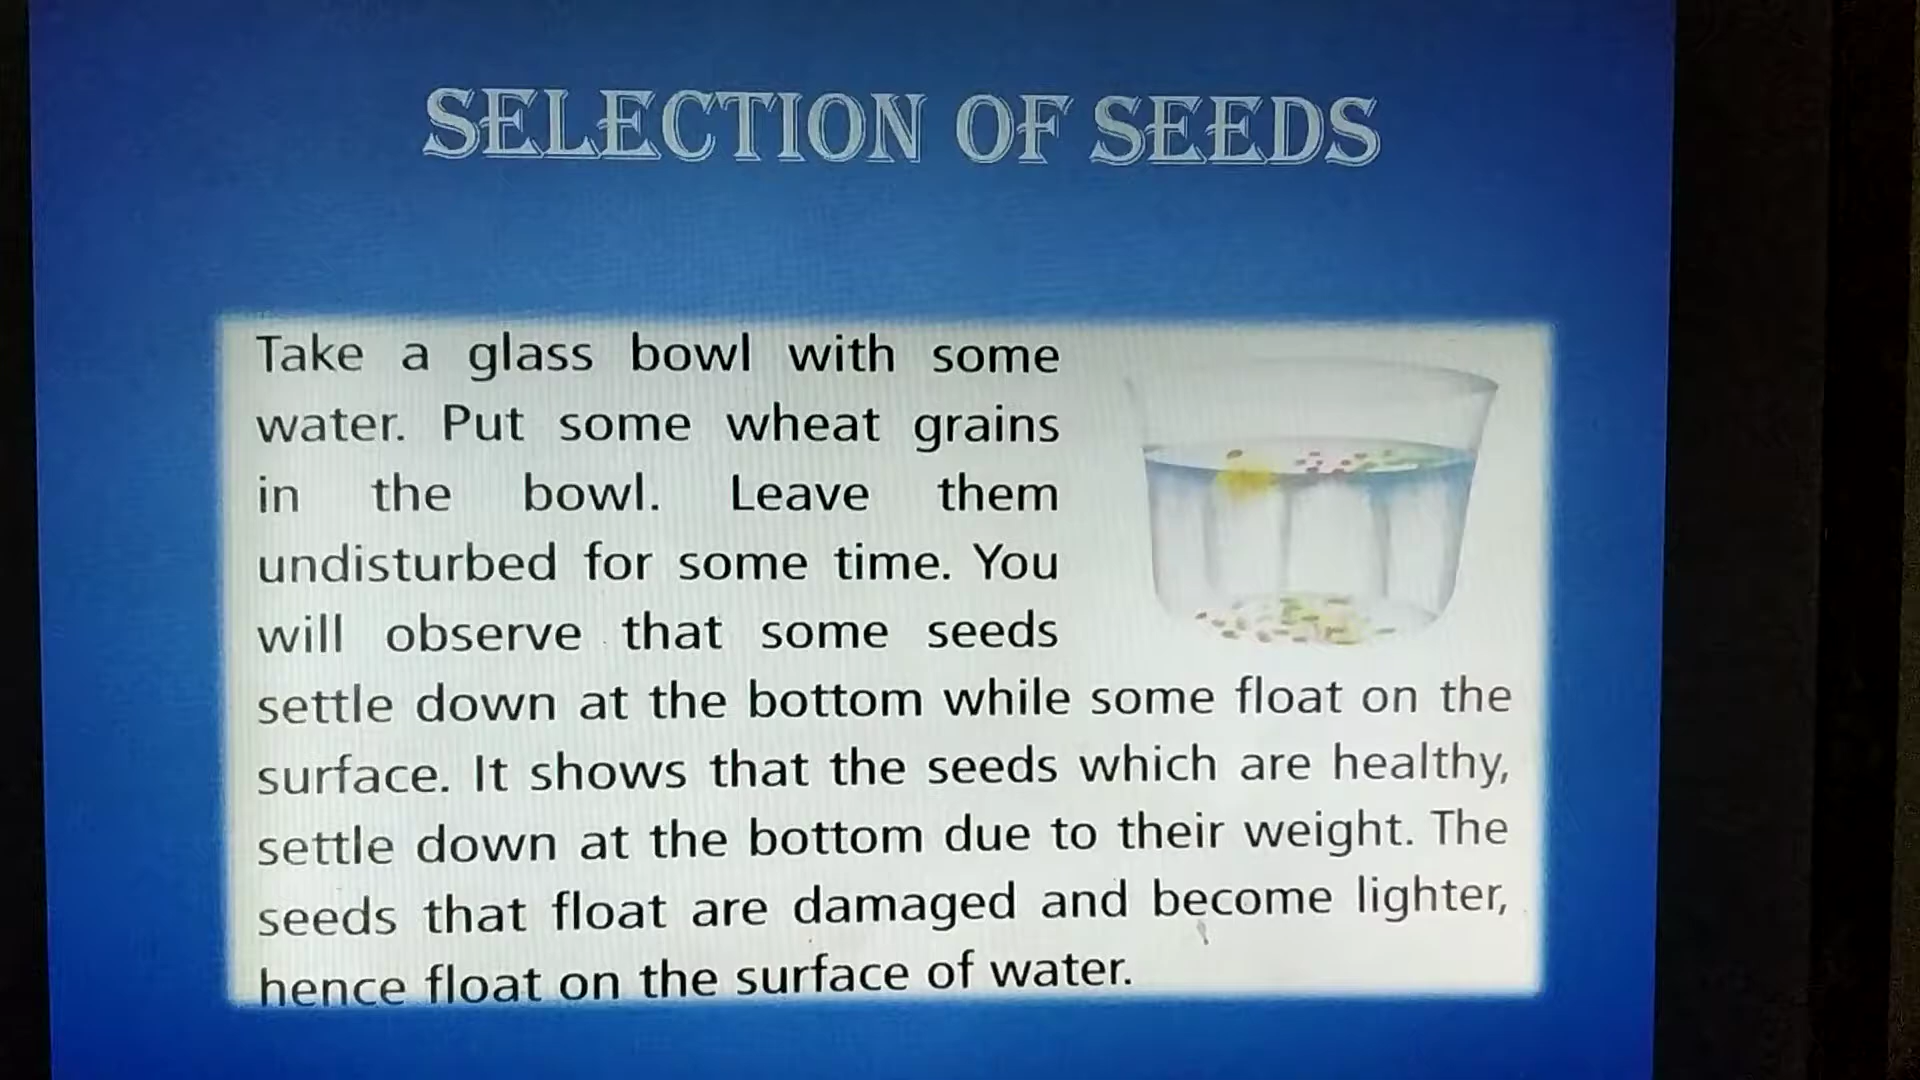 SELECTION OF SEEDS
Take a glass bowl with some
water. Put some wheat grains
in the bowl. Leave them
undisturbed for some time. You
will observe that some seeds
settle down at the bottom while some float on the
surface. It shows that the seeds which are healthy,
settle down at the bottom due to their weight. The
seeds that float are damaged and become lighter,
hence float on the surface of water.